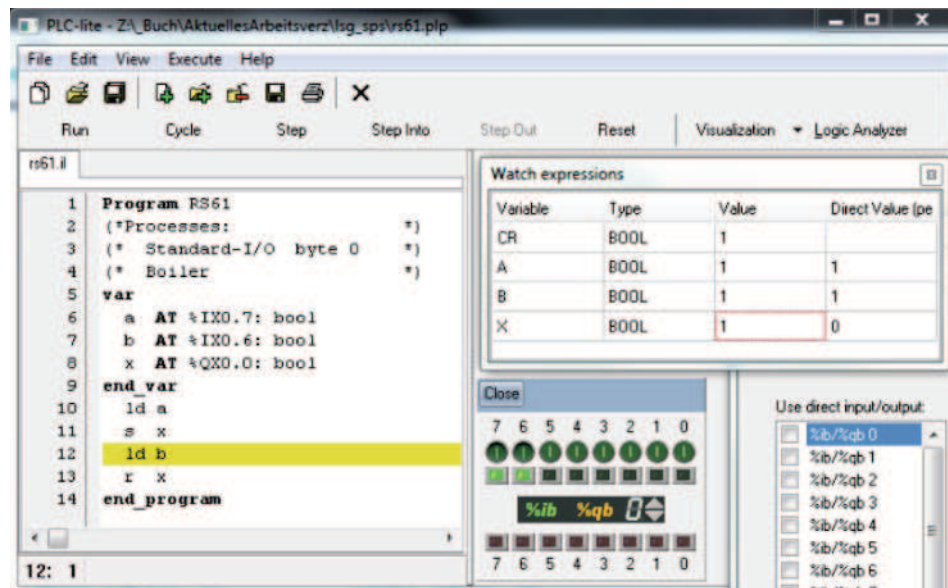 PLC-lite - Z:\_Buch\AktuellesArbeitsverz\lsg_sps\rs61.plp
File Edit View Execute Help
Run Cycle Step Step Into Step Out Reset Visualization Logic Analyzer
rs61.il
1 Program RS61
2 (*Processes: *)
3 (* Standard-I/O byte 0 *)
4 (* Boiler *)
5 var
6 a AT %IX0.7: bool
7 b AT %IX0.6: bool
8 x AT %QX0.0: bool
9 end_var
10 ld a
11 s x
12 ld b
13 r x
14 end_program
12: 1
Watch expressions
Variable Type Value Direct Value (pe
CR BOOL 1
A BOOL 1 1
B BOOL 1 1
X BOOL 1 0
Close
7 6 5 4 3 2 1 0
%ib %qb 0
7 6 5 4 3 2 1 0
Use direct input/output:
%ib/%qb 0
%ib/%qb 1
%ib/%qb 2
%ib/%qb 3
%ib/%qb 4
%ib/%qb 5
%ib/%qb 6